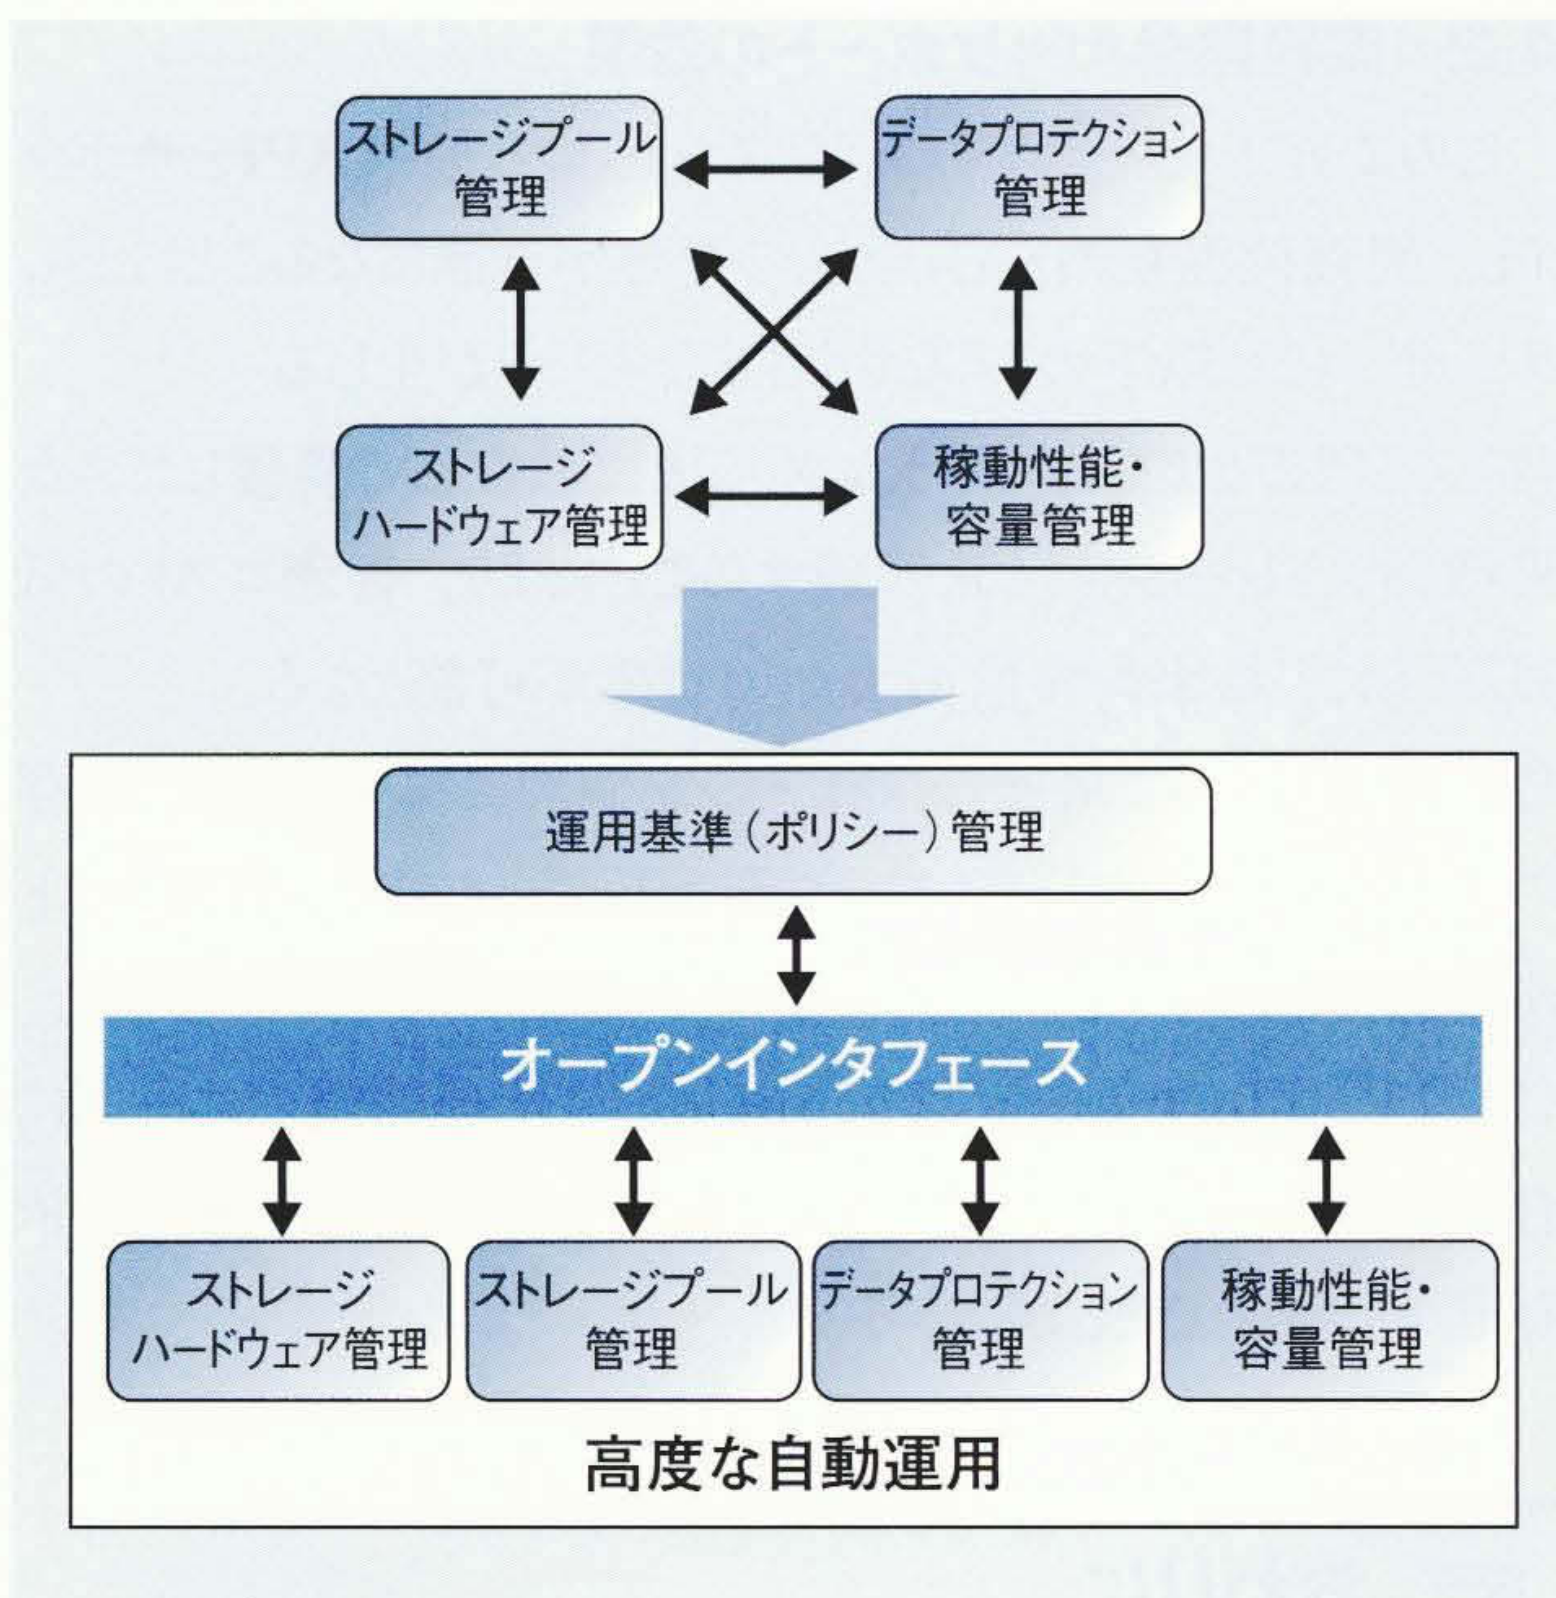 ストレージプール
管理
データプロテクション
管理
ストレージ
ハードウェア管理
稼動性能・
容量管理
運用基準（ポリシー）管理
オープンインタフェース
ストレージ
ハードウェア管理
ストレージプール
管理
データプロテクション
管理
稼動性能・
容量管理
高度な自動運用